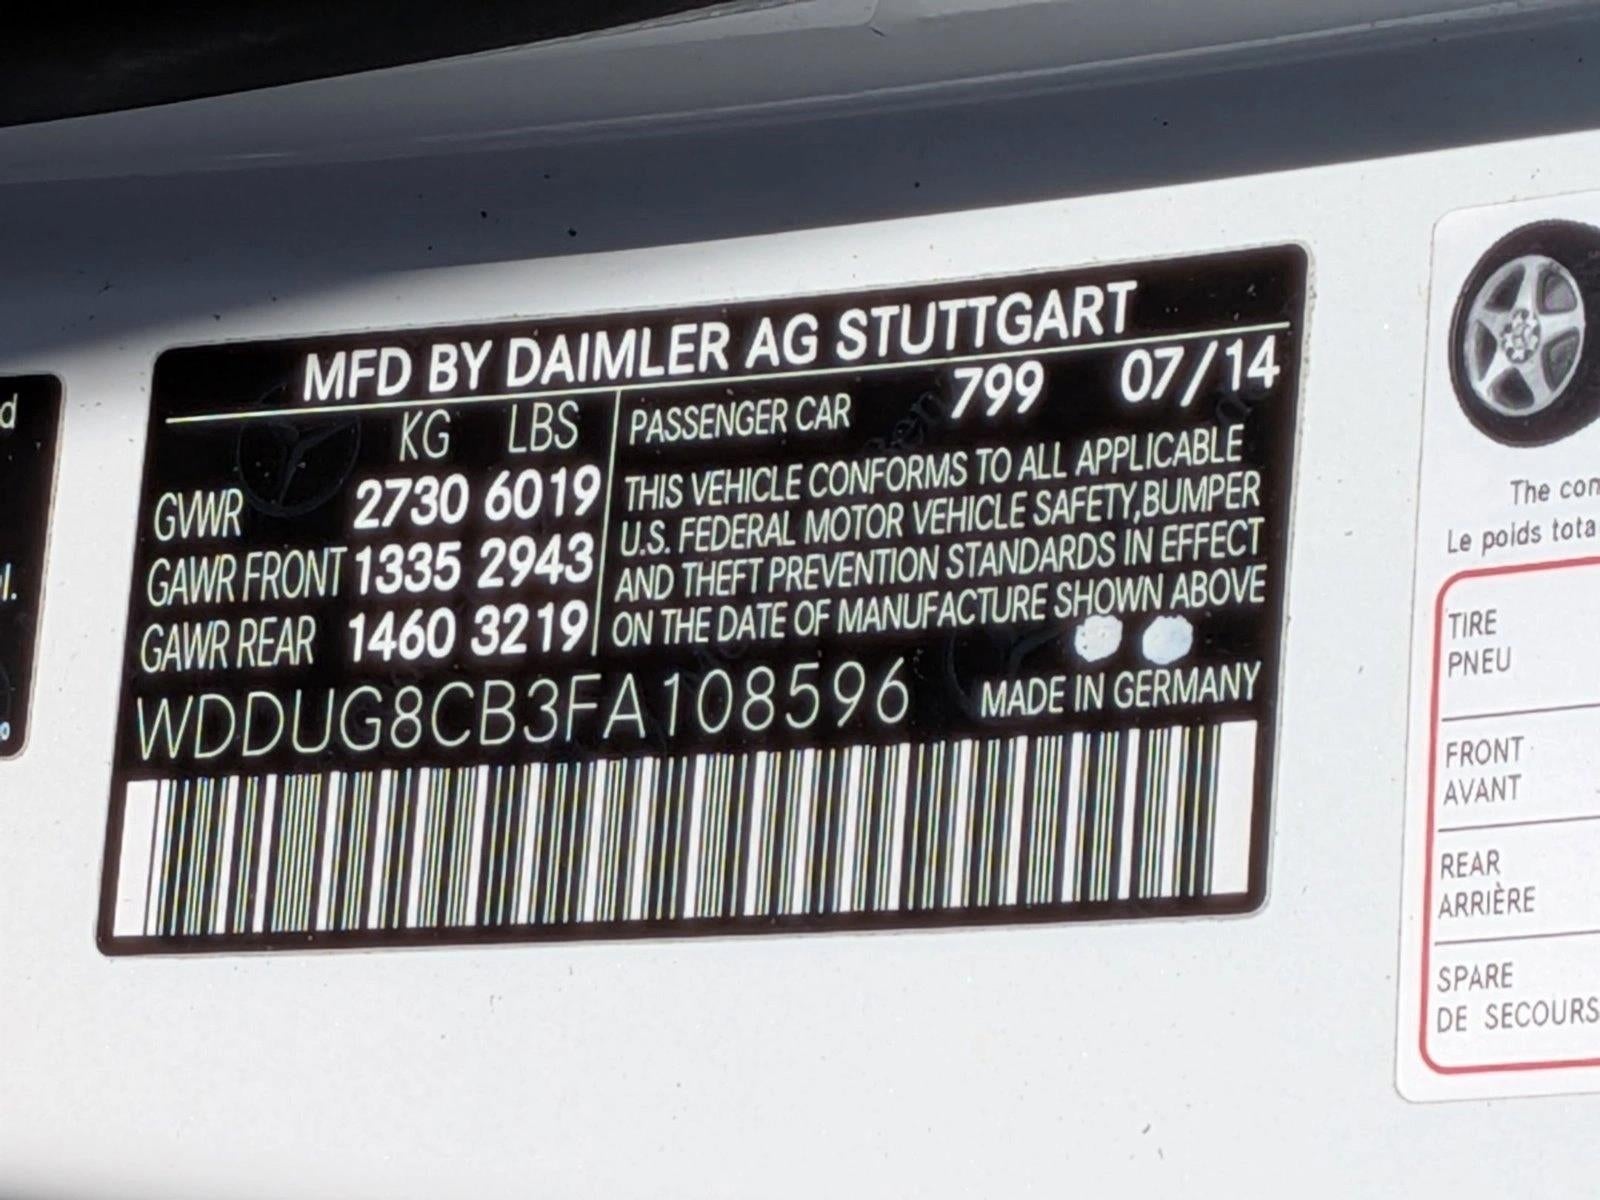 MFD BY DAIMLER AG STUTTGART
KG LBS
GVWR 2730 6019
GAWR FRONT 1335 2943
GAWR REAR 1460 3219
PASSENGER CAR 799 07/14
THIS VEHICLE CONFORMS TO ALL APPLICABLE
U.S. FEDERAL MOTOR VEHICLE SAFETY,BUMPER
AND THEFT PREVENTION STANDARDS IN EFFECT
ON THE DATE OF MANUFACTURE SHOWN ABOVE
WDDUG8CB3FA108596 MADE IN GERMANY
The
Le poids
TIRE
PNEU
FRONT
AVANT
REAR
ARRIÈRE
SPARE
DE SECOURS